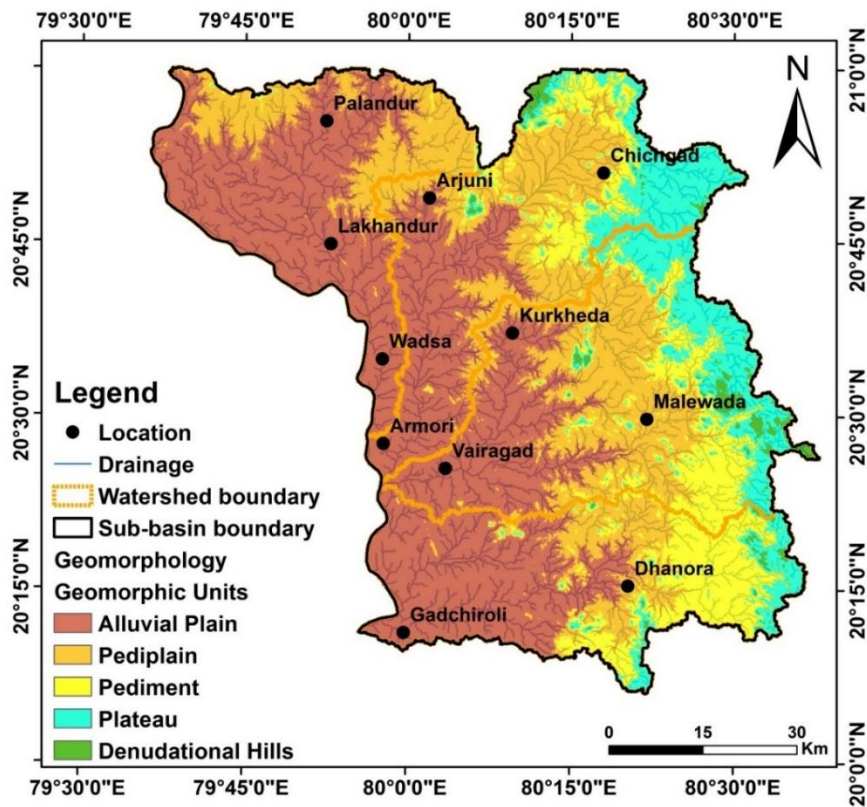 79°30'0"E 79°45'0"E 80°0'0"E 80°15'0"E 80°30'0"E
21°0'0"N
N
Palandur
Chichgad
Arjuni
Lakhandur
20°45'0"N 20°45'0"N
Kurkheda
Wadsa
Malewada
20°30'0"N 20°30'0"N
Armori
Vairagad
Dhanora
20°15'0"N 20°15'0"N
Gadchiroli
Legend
Location
Drainage
Watershed boundary
Sub-basin boundary
Geomorphology
Geomorphic Units
Alluvial Plain
Pediplain
Pediment
Plateau
Denudational Hills
0 15 30
Km
20°0'0"N
79°30'0"E 79°45'0"E 80°0'0"E 80°15'0"E 80°30'0"E